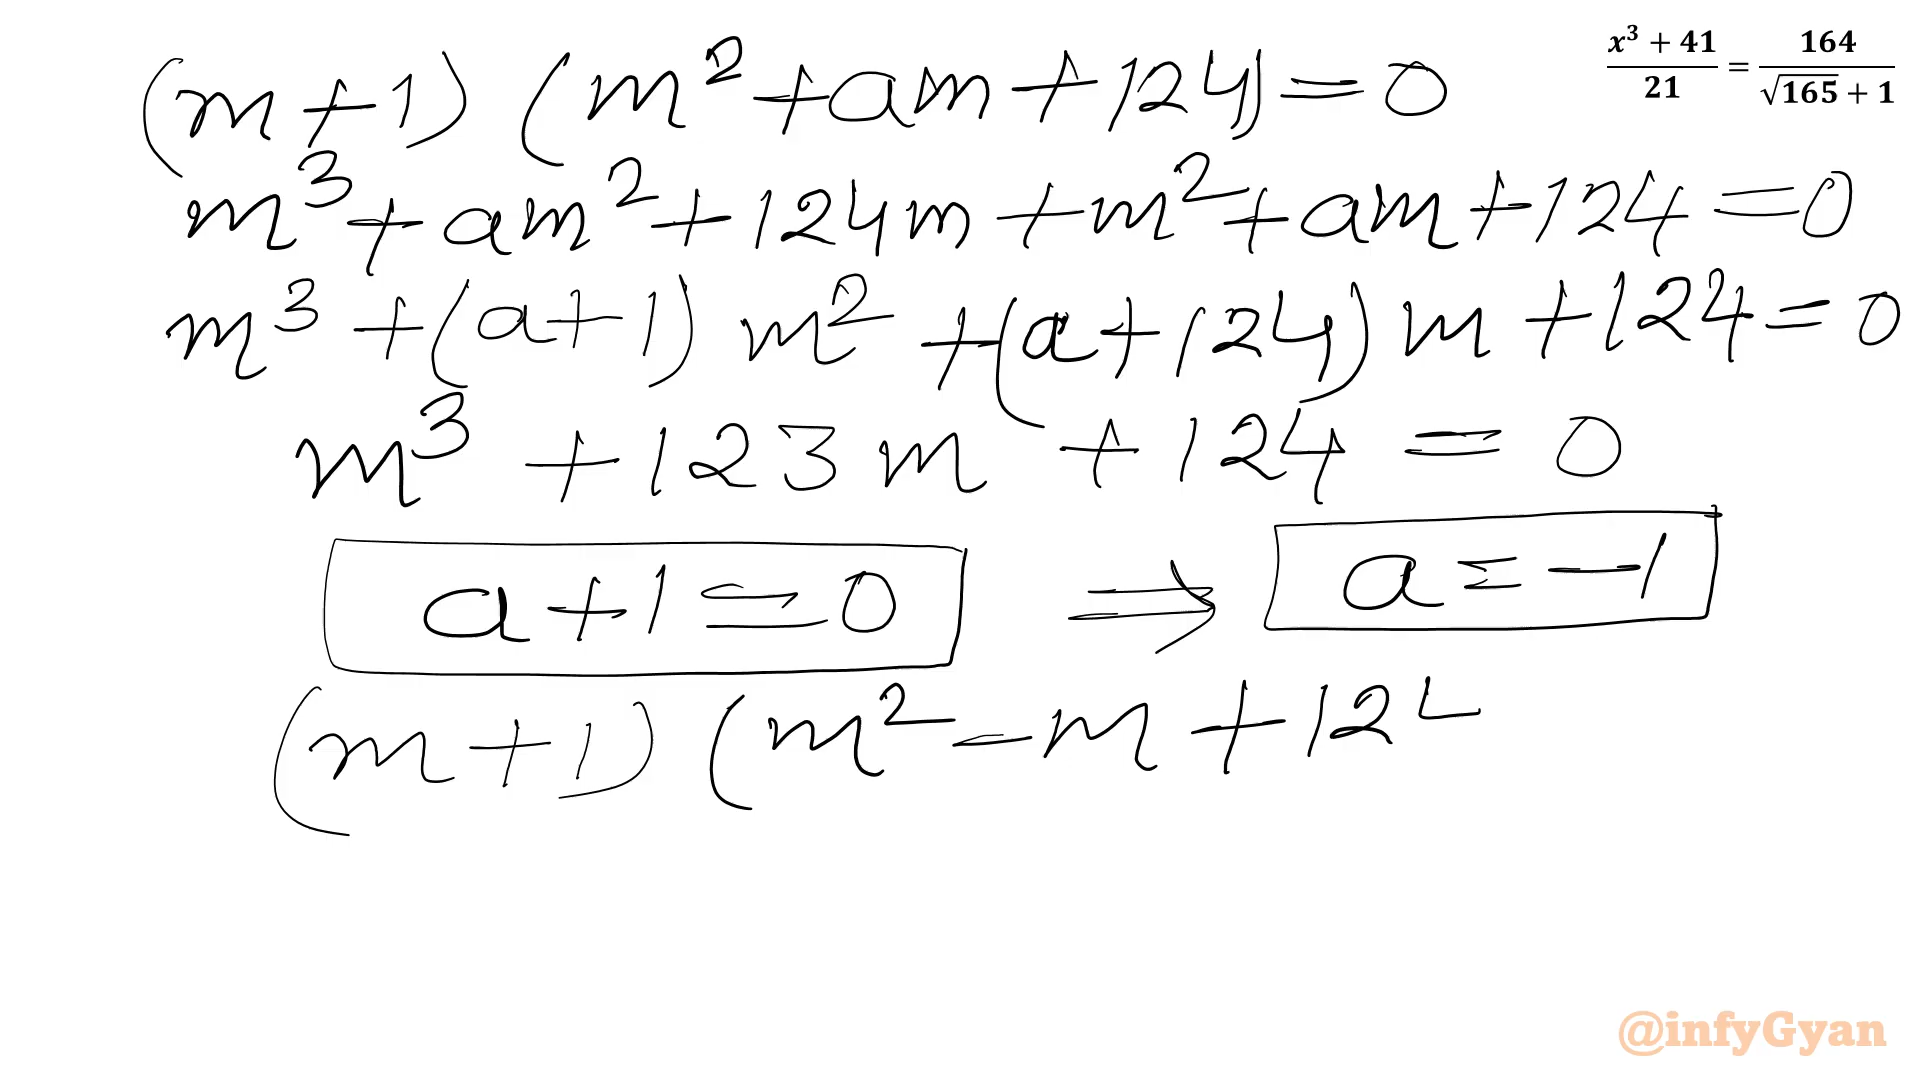 (m+1) (m²+am+124)=0
x³ + 41 / 21 = 164 / √165 + 1
m³+am²+124m+m²+am+124=0
m³+(a+1)m²+(a+124)m+124=0
m³+123m+124=0
a+1=0 ⇒ a=-1
(m+1) (m²-m+124
@infyGyan